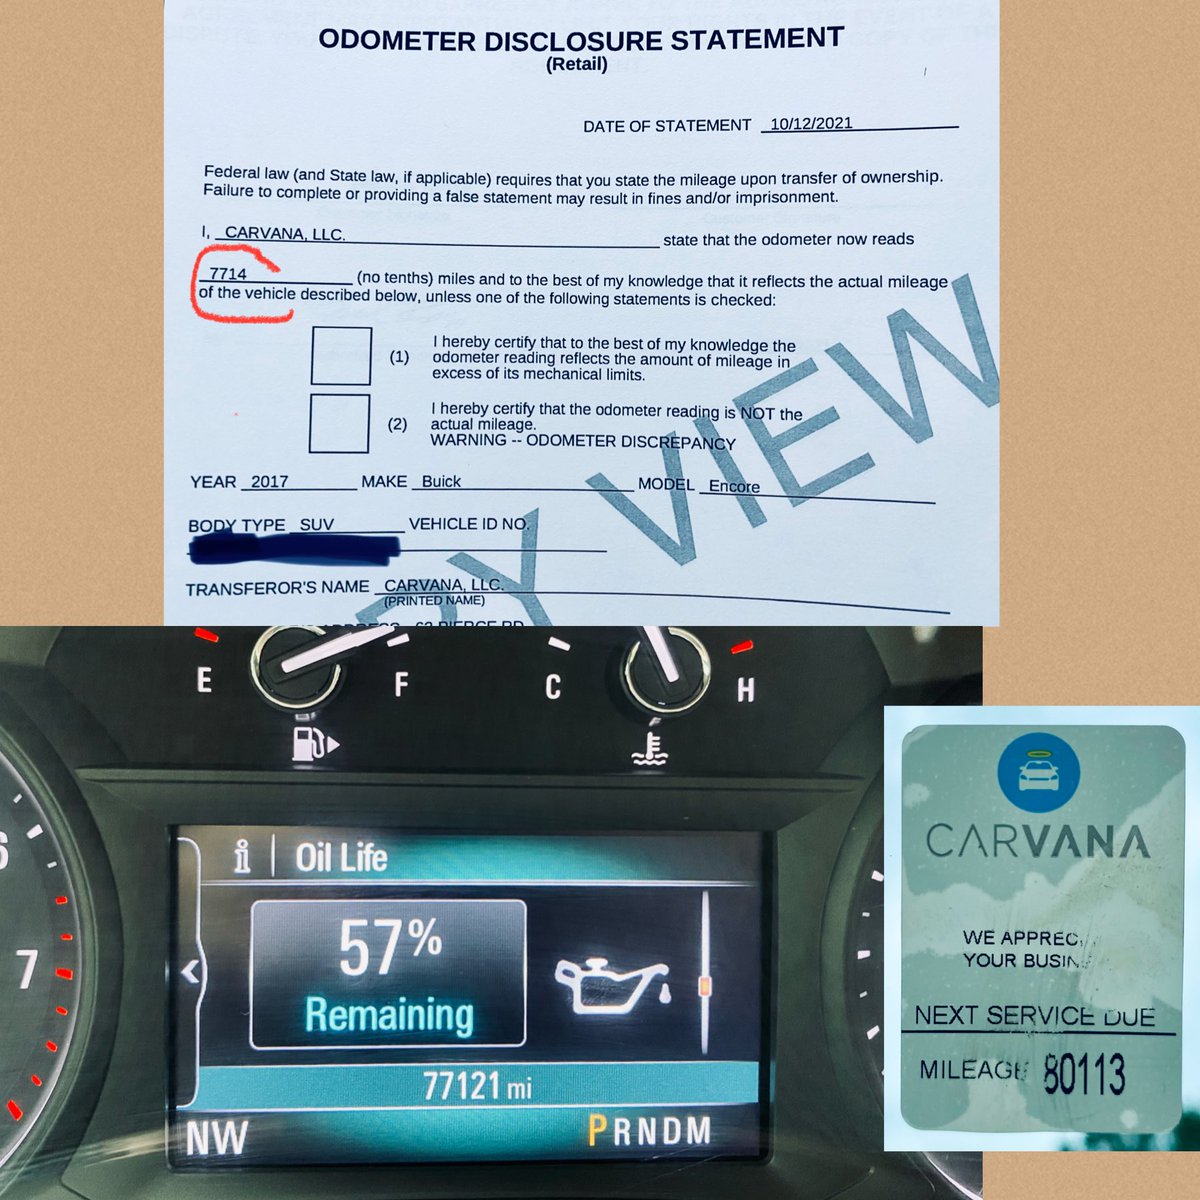 ODOMETER DISCLOSURE STATEMENT
(Retail)
DATE OF STATEMENT 10/12/2021
Federal law (and State law, if applicable) requires that you state the mileage upon transfer of ownership.
Failure to complete or providing a false statement may result in fines and/or imprisonment.
I, CARVANA, LLC. state that the odometer now reads
7714 (no tenths) miles and to the best of my knowledge that it reflects the actual mileage
of the vehicle described below, unless one of the following statements is checked:
(1) I hereby certify that to the best of my knowledge the
odometer reading reflects the amount of mileage in
excess of its mechanical limits.
(2) I hereby certify that the odometer reading is NOT the
actual mileage.
WARNING -- ODOMETER DISCREPANCY
YEAR 2017 MAKE Buick MODEL Encore
BODY TYPE SUV VEHICLE ID NO.
TRANSFEROR'S NAME CARVANA, LLC.
(PRINTED NAME)
PY VIEW
E F C H
6
7
i Oil Life
57%
Remaining
77121 mi
NW PRNDM
CARVANA
WE APPREC
YOUR BUSIN
NEXT SERVICE DUE
MILEAGE 80113